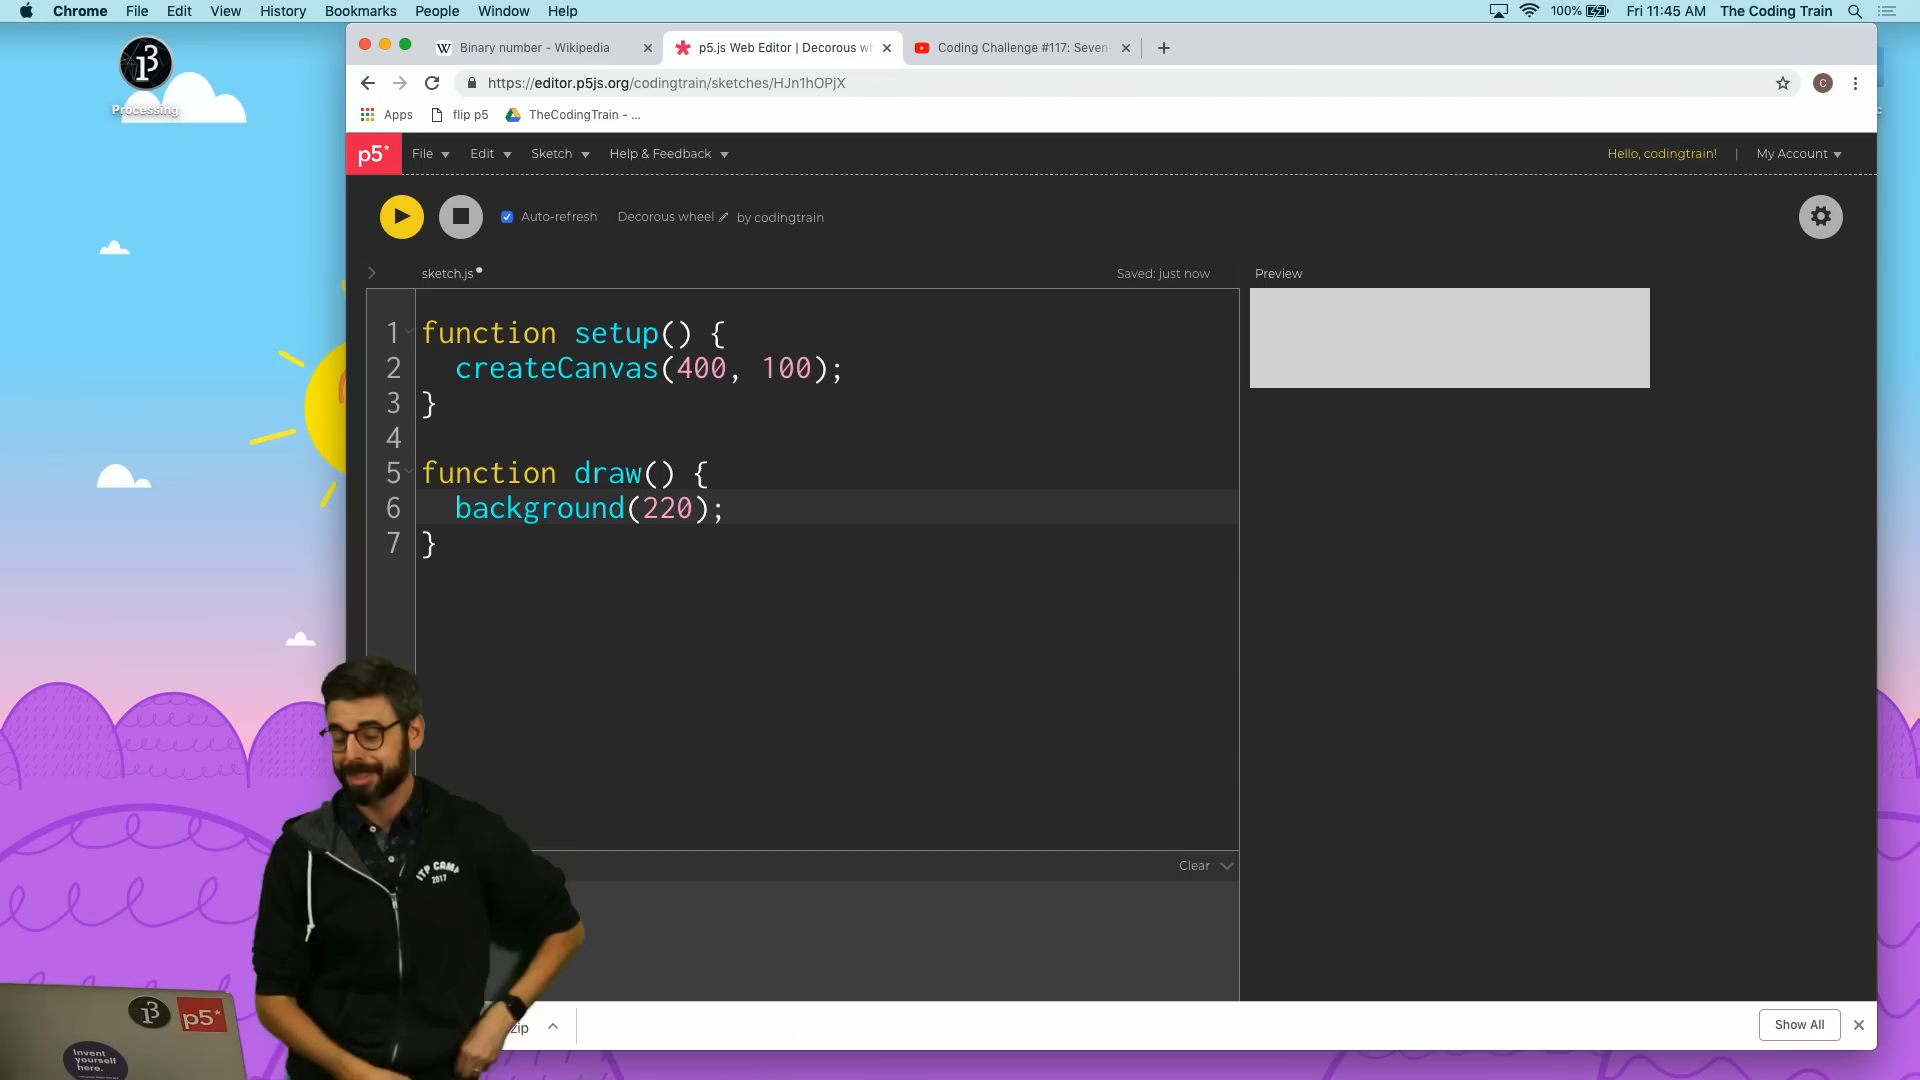 Chrome File Edit View History Bookmarks People Window Help 100% Fri 11:45 AM The Coding Train
Processing
W Binary number - Wikipedia p5.js Web Editor | Decorous wh Coding Challenge #117: Seven-
https://editor.p5js.org/codingtrain/sketches/HJn1hOPjX C
Apps flip p5 TheCodingTrain - ...
p5* File Edit Sketch Help & Feedback Hello, codingtrain! | My Account
Auto-refresh Decorous wheel by codingtrain
sketch.js Saved: just now Preview
1 function setup() {
2 createCanvas(400, 100);
3 }
4
5 function draw() {
6 background(220);
7 }
Clear
ITP CAMP
2017
p5*
Invent
yourself
here.
zip Show All